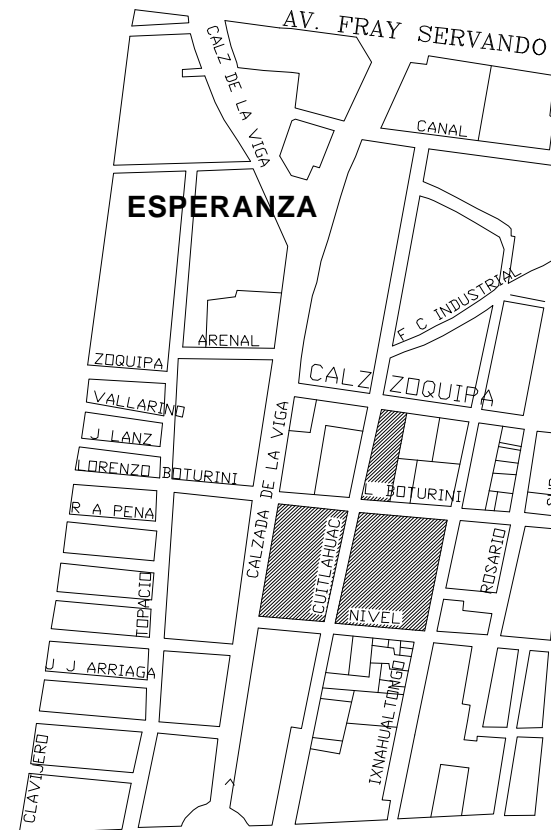 AV. FRAY SERVANDO
CALZ DE LA VIGA
CANAL
ESPERANZA
F C INDUSTRIAL
ARENAL
ZOQUIPA
CALZ ZOQUIPA
VALLARINO
J LANZ
LORENZO BOTURINI
L BOTURINI
R A PENA
CALZADA DE LA VIGA
CUITLAHUAC
ROSARIO
TOPACIO
NIVEL
J J ARRIAGA
IXNAHUALTONGO
CLAVIJERO